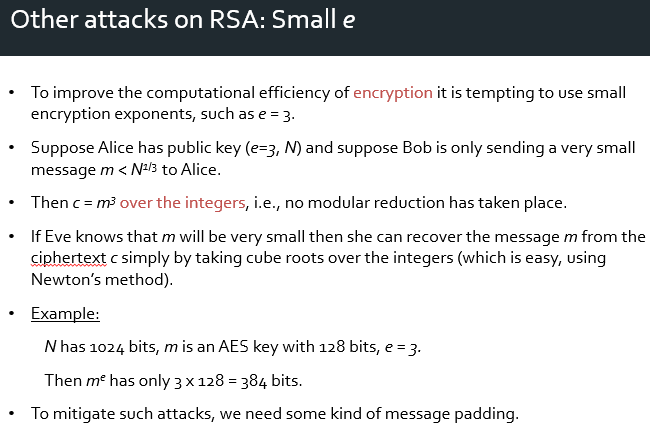 Other attacks on RSA: Small e
• To improve the computational efficiency of encryption it is tempting to use small
encryption exponents, such as e = 3.
• Suppose Alice has public key (e=3, N) and suppose Bob is only sending a very small
message m < N¹/³ to Alice.
• Then c = m³ over the integers, i.e., no modular reduction has taken place.
• If Eve knows that m will be very small then she can recover the message m from the
ciphertext c simply by taking cube roots over the integers (which is easy, using
Newton's method).
• Example:
N has 1024 bits, m is an AES key with 128 bits, e = 3.
Then mᵉ has only 3 x 128 = 384 bits.
• To mitigate such attacks, we need some kind of message padding.